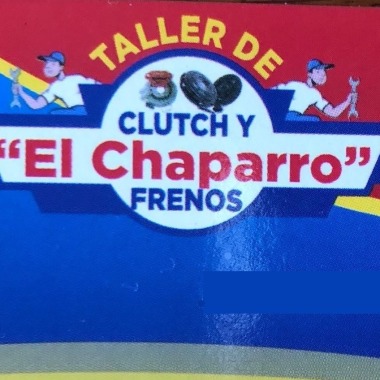 TALLER DE
CLUTCH Y
“El Chaparro”
FRENOS